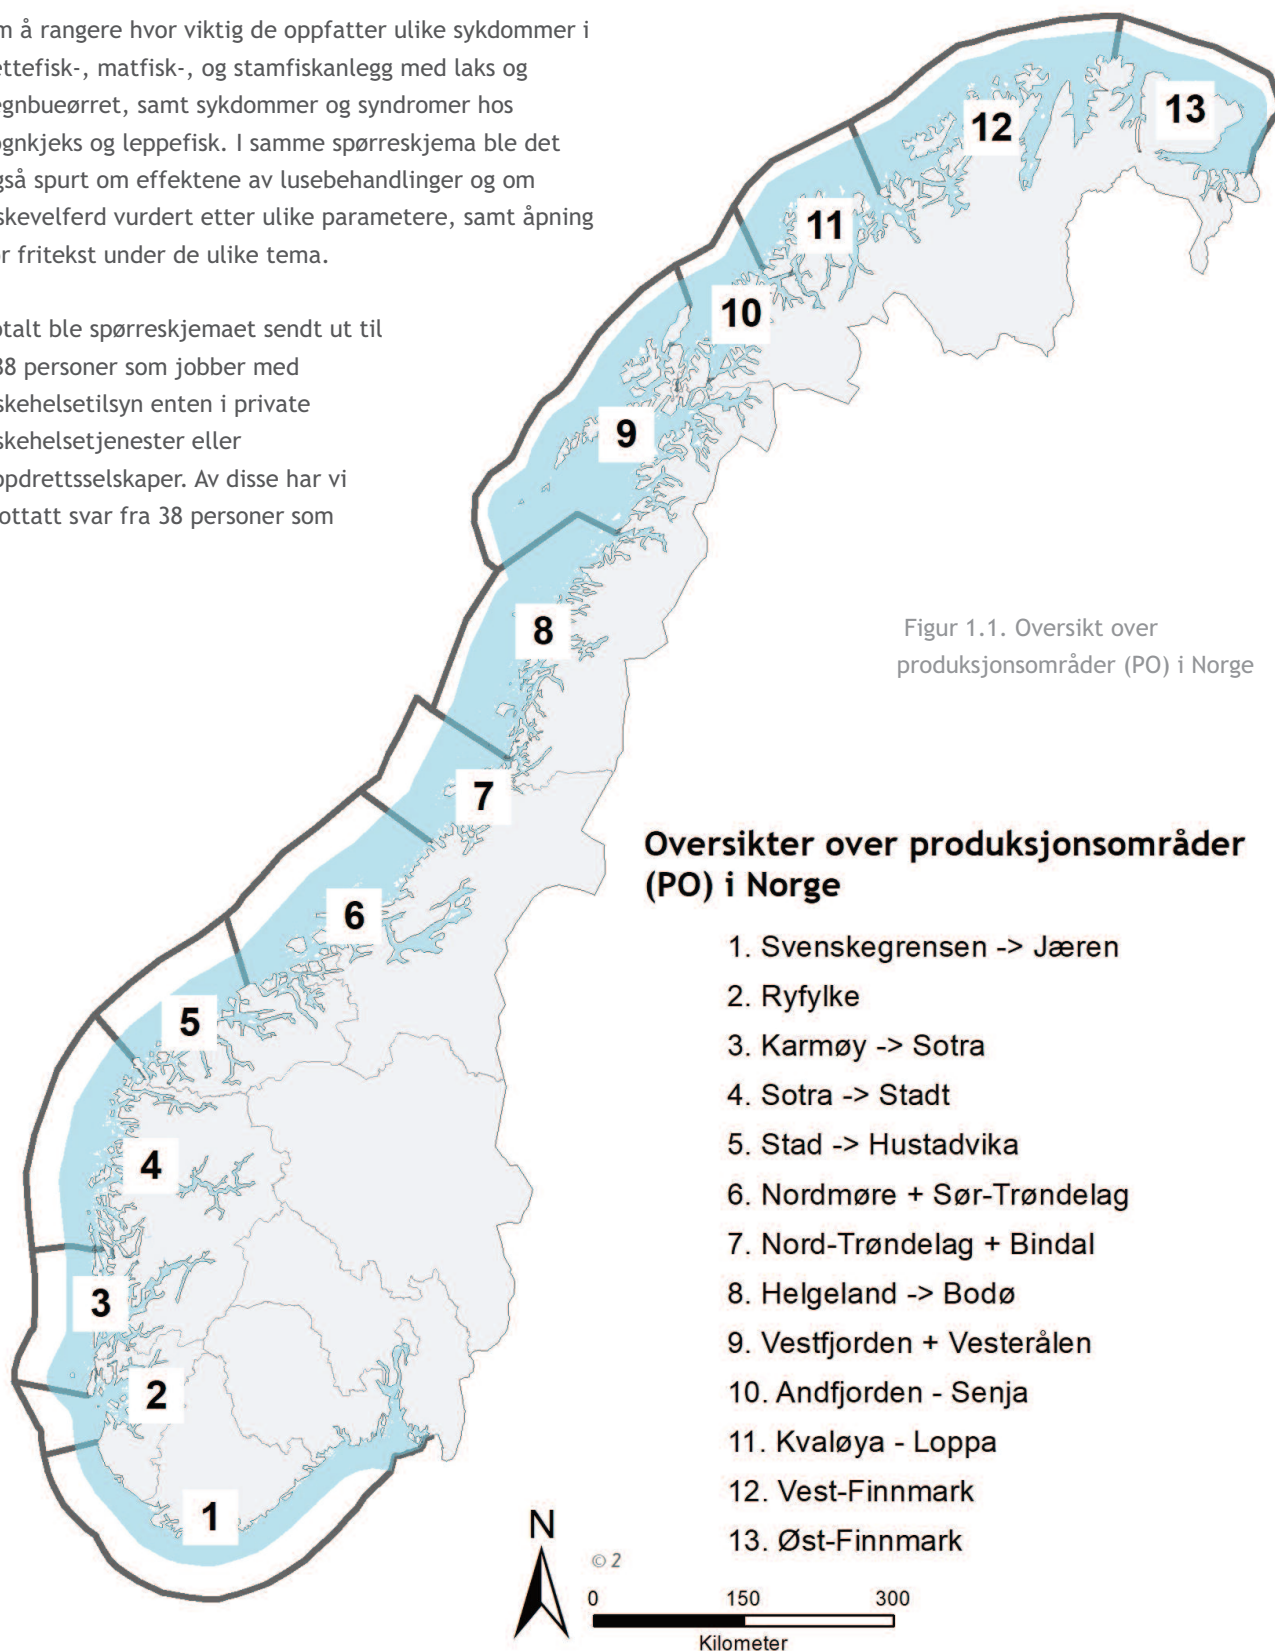 m å rangere hvor viktig de oppfatter ulike sykdommer i
ettefisk-, matfisk-, og stamfiskanlegg med laks og
egnbueørret, samt sykdommer og syndromer hos
ognkjeks og leppefisk. I samme spørreskjema ble det
gså spurt om effektene av lusebehandlinger og om
skevelferd vurdert etter ulike parametere, samt åpning
or fritekst under de ulike tema.
otalt ble spørreskjemaet sendt ut til
38 personer som jobber med
skehelsetilsyn enten i private
skehelsetjenester eller
ppdrettsselskaper. Av disse har vi
ottatt svar fra 38 personer som
13
12
11
10
9
8
7
6
5
4
3
2
1
Figur 1.1. Oversikt over
produksjonsområder (PO) i Norge
Oversikter over produksjonsområder
(PO) i Norge
1. Svenskegrensen -> Jæren
2. Ryfylke
3. Karmøy -> Sotra
4. Sotra -> Stadt
5. Stad -> Hustadvika
6. Nordmøre + Sør-Trøndelag
7. Nord-Trøndelag + Bindal
8. Helgeland -> Bodø
9. Vestfjorden + Vesterålen
10. Andfjorden - Senja
11. Kvaløya - Loppa
12. Vest-Finnmark
13. Øst-Finnmark
N
© 2
0 150 300
Kilometer